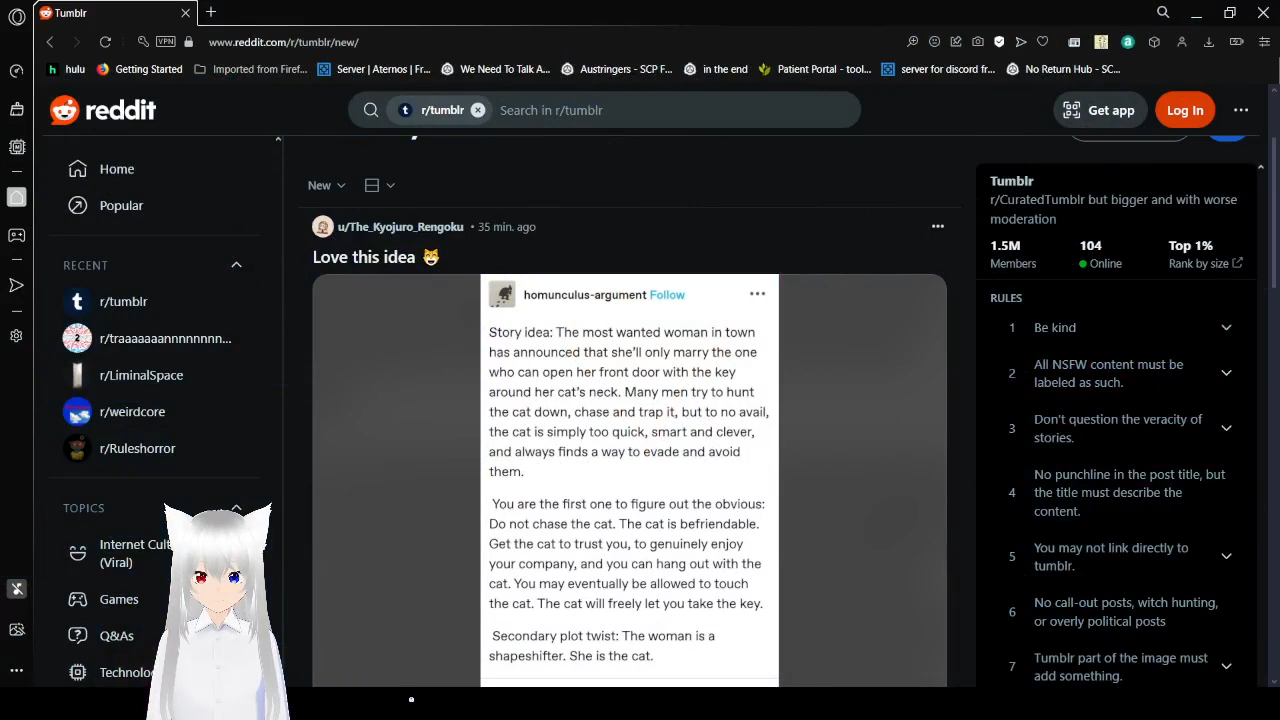 Tumblr
VPN
www.reddit.com/r/tumblr/new/
hulu
Getting Started
Imported from Firef...
Server | Aternos | Fr...
We Need To Talk A...
Austringers - SCP F...
in the end
Patient Portal - tool...
server for discord fr...
No Return Hub - SC...
reddit
r/tumblr
Search in r/tumblr
Get app
Log In
Home
Popular
RECENT
r/tumblr
r/traaaaaaannnnnnnn...
r/LiminalSpace
r/weirdcore
r/Ruleshorror
TOPICS
Internet Cul
(Viral)
Games
Q&As
Technolo
New
u/The_Kyojuro_Rengoku • 35 min. ago
Love this idea 😸
homunculus-argument Follow
Story idea: The most wanted woman in town
has announced that she'll only marry the one
who can open her front door with the key
around her cat's neck. Many men try to hunt
the cat down, chase and trap it, but to no avail,
the cat is simply too quick, smart and clever,
and always finds a way to evade and avoid
them.
You are the first one to figure out the obvious:
Do not chase the cat. The cat is befriendable.
Get the cat to trust you, to genuinely enjoy
your company, and you can hang out with the
cat. You may eventually be allowed to touch
the cat. The cat will freely let you take the key.
Secondary plot twist: The woman is a
shapeshifter. She is the cat.
Tumblr
r/CuratedTumblr but bigger and with worse
moderation
1.5M 104 Top 1%
Members Online Rank by size
RULES
1 Be kind
2 All NSFW content must be
labeled as such.
3 Don't question the veracity of
stories.
4 No punchline in the post title, but
the title must describe the
content.
5 You may not link directly to
tumblr.
6 No call-out posts, witch hunting,
or overly political posts
7 Tumblr part of the image must
add something.